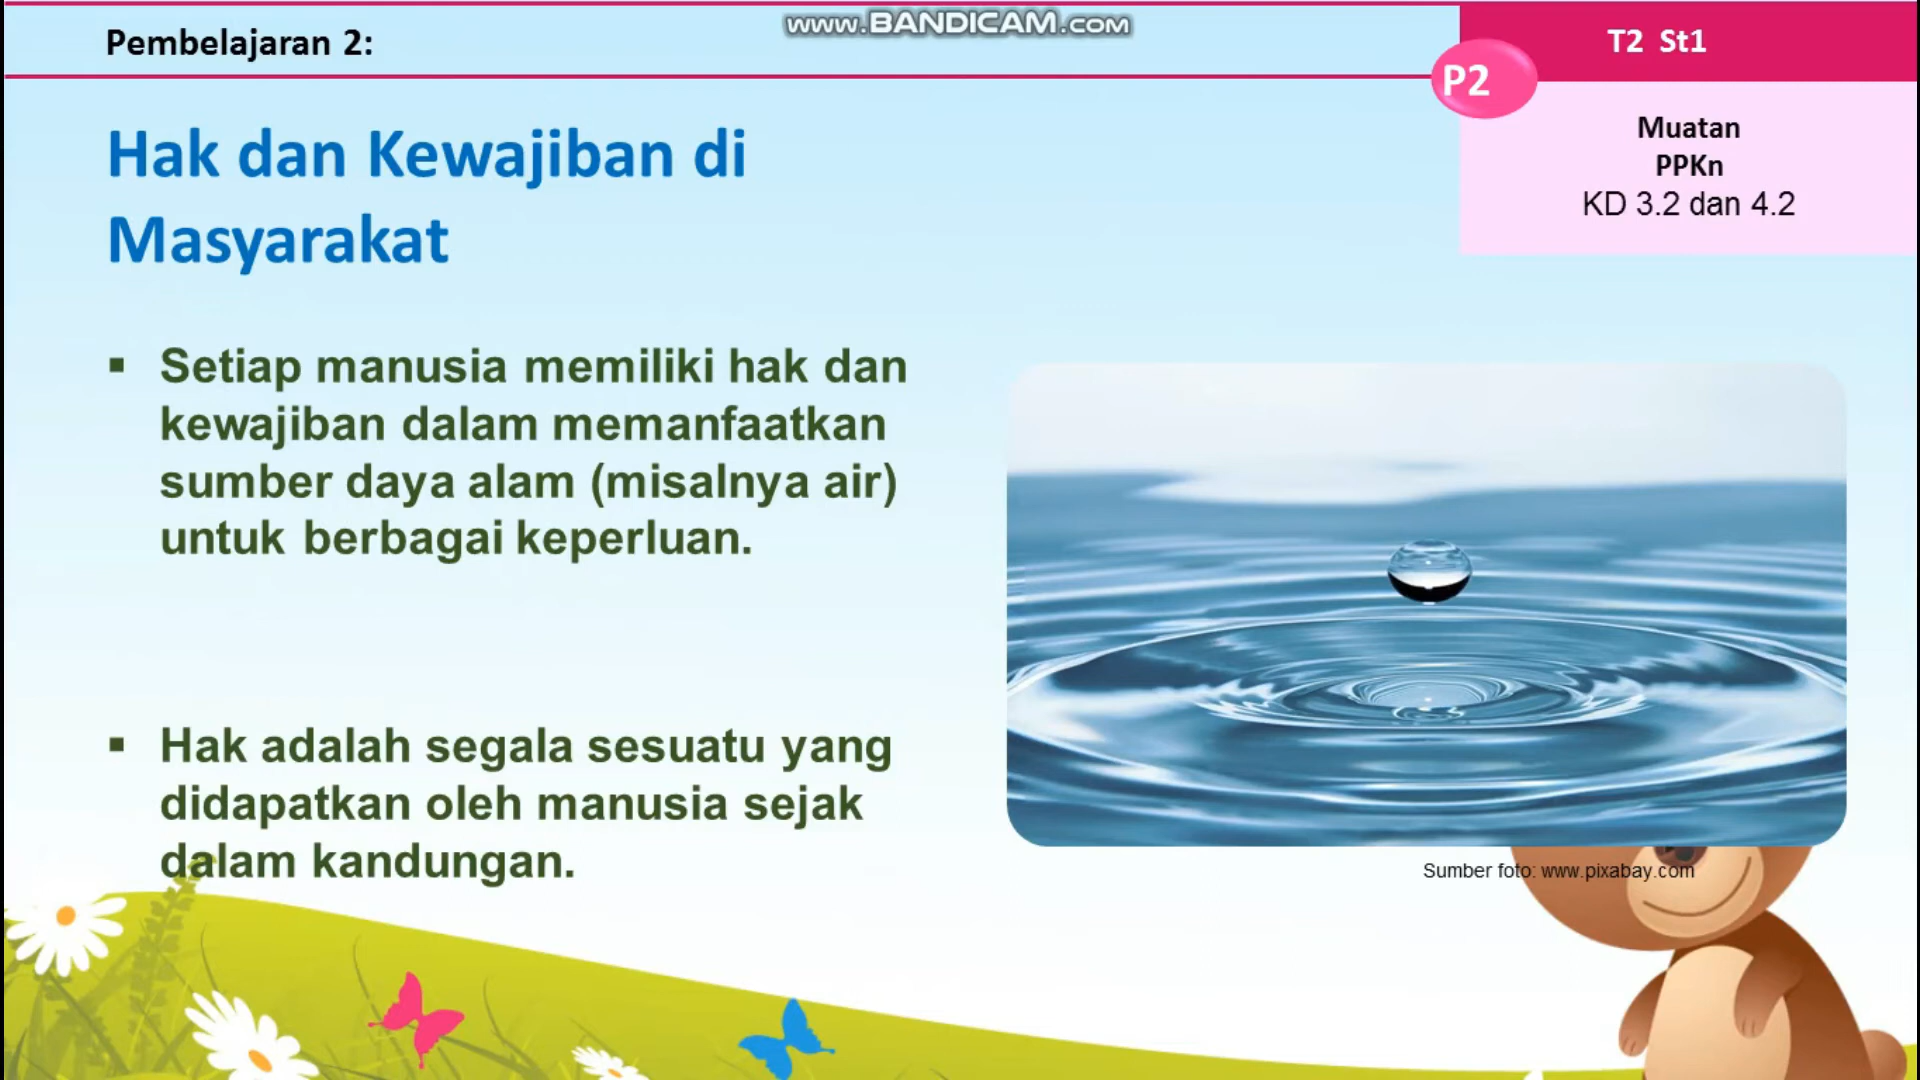 www.BANDICAM.com
Pembelajaran 2:
T2 St1
P2
Muatan
PPKn
KD 3.2 dan 4.2
Hak dan Kewajiban di
Masyarakat
▪ Setiap manusia memiliki hak dan
kewajiban dalam memanfaatkan
sumber daya alam (misalnya air)
untuk berbagai keperluan.
▪ Hak adalah segala sesuatu yang
didapatkan oleh manusia sejak
dalam kandungan.
Sumber foto: www.pixabay.com